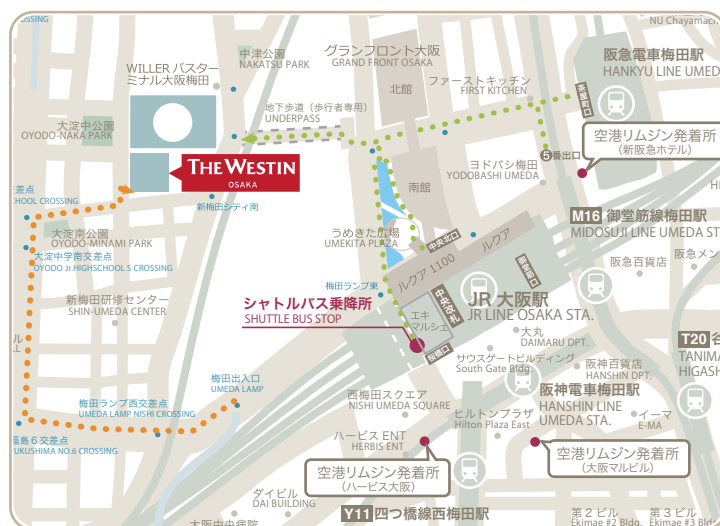 CROSSING
NU Chayamachi
中津公園
NAKATSU PARK
グランフロント大阪
GRAND FRONT OSAKA
北館
阪急電車梅田駅
HANKYU LINE UMED
WILLER バスター
ミナル大阪梅田
ファーストキッチン
FIRST KITCHEN
茶屋町口
地下歩道（歩行者専用）
UNDERPASS
大淀中公園
OYODO-NAKA PARK
空港リムジン発着所
（新阪急ホテル）
5番出口
ヨドバシ梅田
YODOBASHI UMEDA
THE WESTIN
OSAKA
南館
差点
HOOL CROSSING
新梅田シティ南
M16 御堂筋線梅田駅
MIDOSUJI LINE UMEDA ST
大淀南公園
OYODO-MINAMI PARK
うめきた広場
UMEKITA PLAZA
中央北口
ルクア
大淀中学南交差点
OYODO Jr.HIGHSCHOOL S CROSSING
ルクア 1100
御堂筋口
阪急百貨店
阪急メン
新梅田研修センター
SHIN-UMEDA CENTER
梅田ランプ東
中央改札
JR 大阪駅
JR LINE OSAKA STA.
シャトルバス乗降所
SHUTTLE BUS STOP
エキ
マルシェ
桜橋口
大丸
DAIMARU DPT.
T20 谷
TANIMA
HIGASH
サウスゲートビルディング
South Gate Bldg.
阪神百貨店
HANSHIN DPT.
梅田出入口
UMEDA LAMP
阪神電車梅田駅
HANSHIN LINE
UMEDA STA.
西梅田スクエア
NISHI UMEDA SQUARE
梅田ランプ西交差点
UMEDA LAMP NISHI CROSSING
ヒルトンプラザ
Hilton Plaza East
イーマ
E-MA
福島６交差点
UKUSHIMA NO.6 CROSSING
ハービス ENT
HERBIS ENT
空港リムジン発着所
（ハービス大阪）
空港リムジン発着所
（大阪マルビル）
ダイビル
DAI BUILDING
Y11 四つ橋線西梅田駅
第２ビル
Ekimae #2 Bldg.
第３ビル
Ekimae #3 Bldg.
大阪中央病院